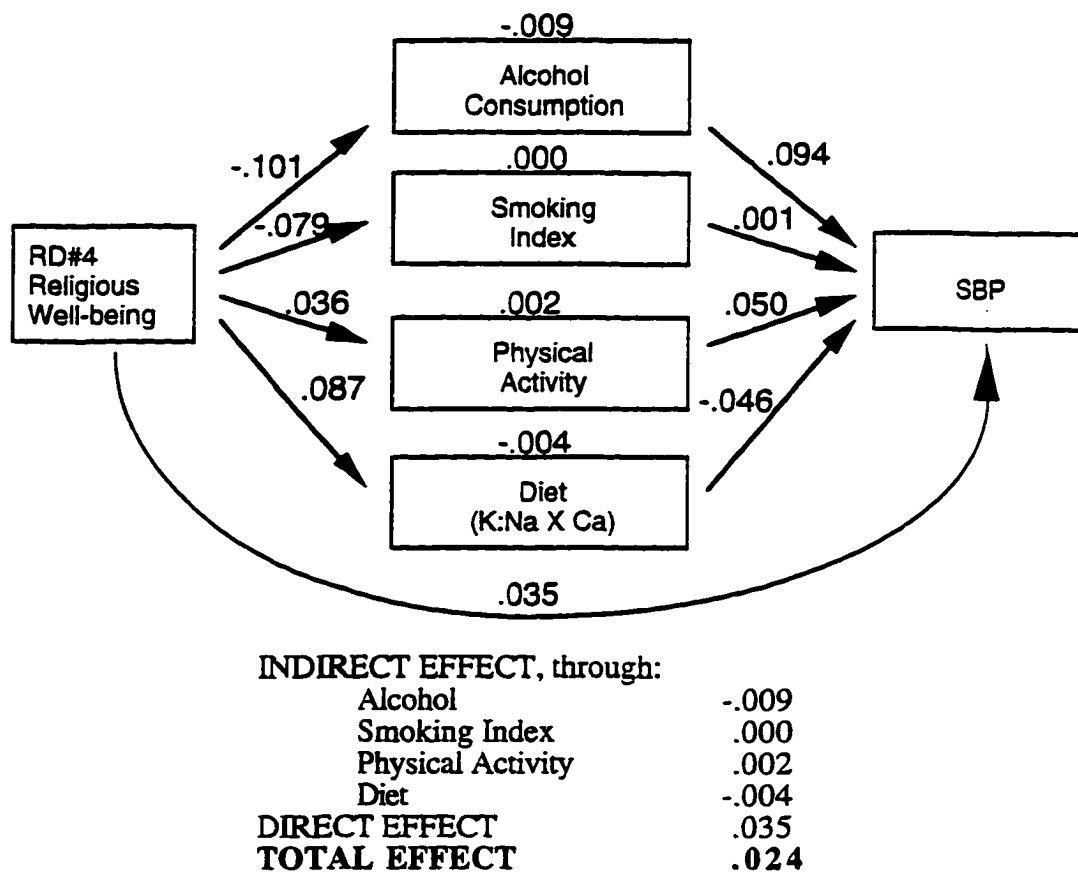 -.009
Alcohol
Consumption
-.101
.094
.000
-.079
Smoking
Index
.001
RD#4
Religious
Well-being
SBP
.036
.002
.050
Physical
Activity
.087
-.046
-.004
Diet
(K:Na X Ca)
.035
INDIRECT EFFECT, through:
Alcohol -.009
Smoking Index .000
Physical Activity .002
Diet -.004
DIRECT EFFECT .035
TOTAL EFFECT .024